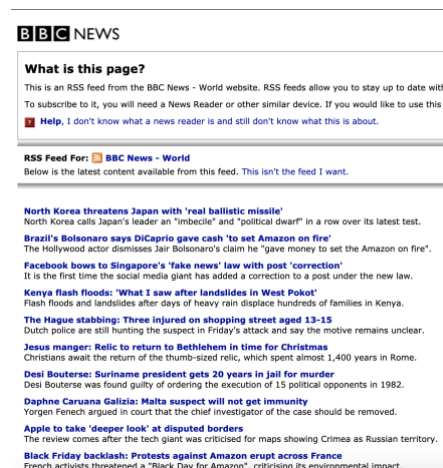 BBC NEWS
What is this page?
This is an RSS feed from the BBC News - World website. RSS feeds allow you to stay up to date with
To subscribe to it, you will need a News Reader or other similar device. If you would like to use this
? Help, I don't know what a news reader is and still don't know what this is about.
RSS Feed For: BBC News - World
Below is the latest content available from this feed. This isn't the feed I want.
North Korea threatens Japan with 'real ballistic missile'
North Korea calls Japan's leader an "imbecile" and "political dwarf" in a row over its latest test.
Brazil's Bolsonaro says DiCaprio gave cash 'to set Amazon on fire'
The Hollywood actor dismisses Jair Bolsonaro's claim he "gave money to set the Amazon on fire".
Facebook bows to Singapore's 'fake news' law with post 'correction'
It is the first time the social media giant has added a correction to a post under the new law.
Kenya flash floods: 'What I saw after landslides in West Pokot'
Flash floods and landslides after days of heavy rain displace hundreds of families in Kenya.
The Hague stabbing: Three injured on shopping street aged 13-15
Dutch police are still hunting the suspect in Friday's attack and say the motive remains unclear.
Jesus manger: Relic to return to Bethlehem in time for Christmas
Christians await the return of the thumb-sized relic, which spent almost 1,400 years in Rome.
Desi Bouterse: Suriname president gets 20 years in jail for murder
Desi Bouterse was found guilty of ordering the execution of 15 political opponents in 1982.
Daphne Caruana Galizia: Malta suspect will not get immunity
Yorgen Fenech argued in court that the chief investigator of the case should be removed.
Apple to take 'deeper look' at disputed borders
The review comes after the tech giant was criticised for maps showing Crimea as Russian territory.
Black Friday backlash: Protests against Amazon erupt across France
French activists threatened a "Black Day for Amazon", criticising its environmental impact.